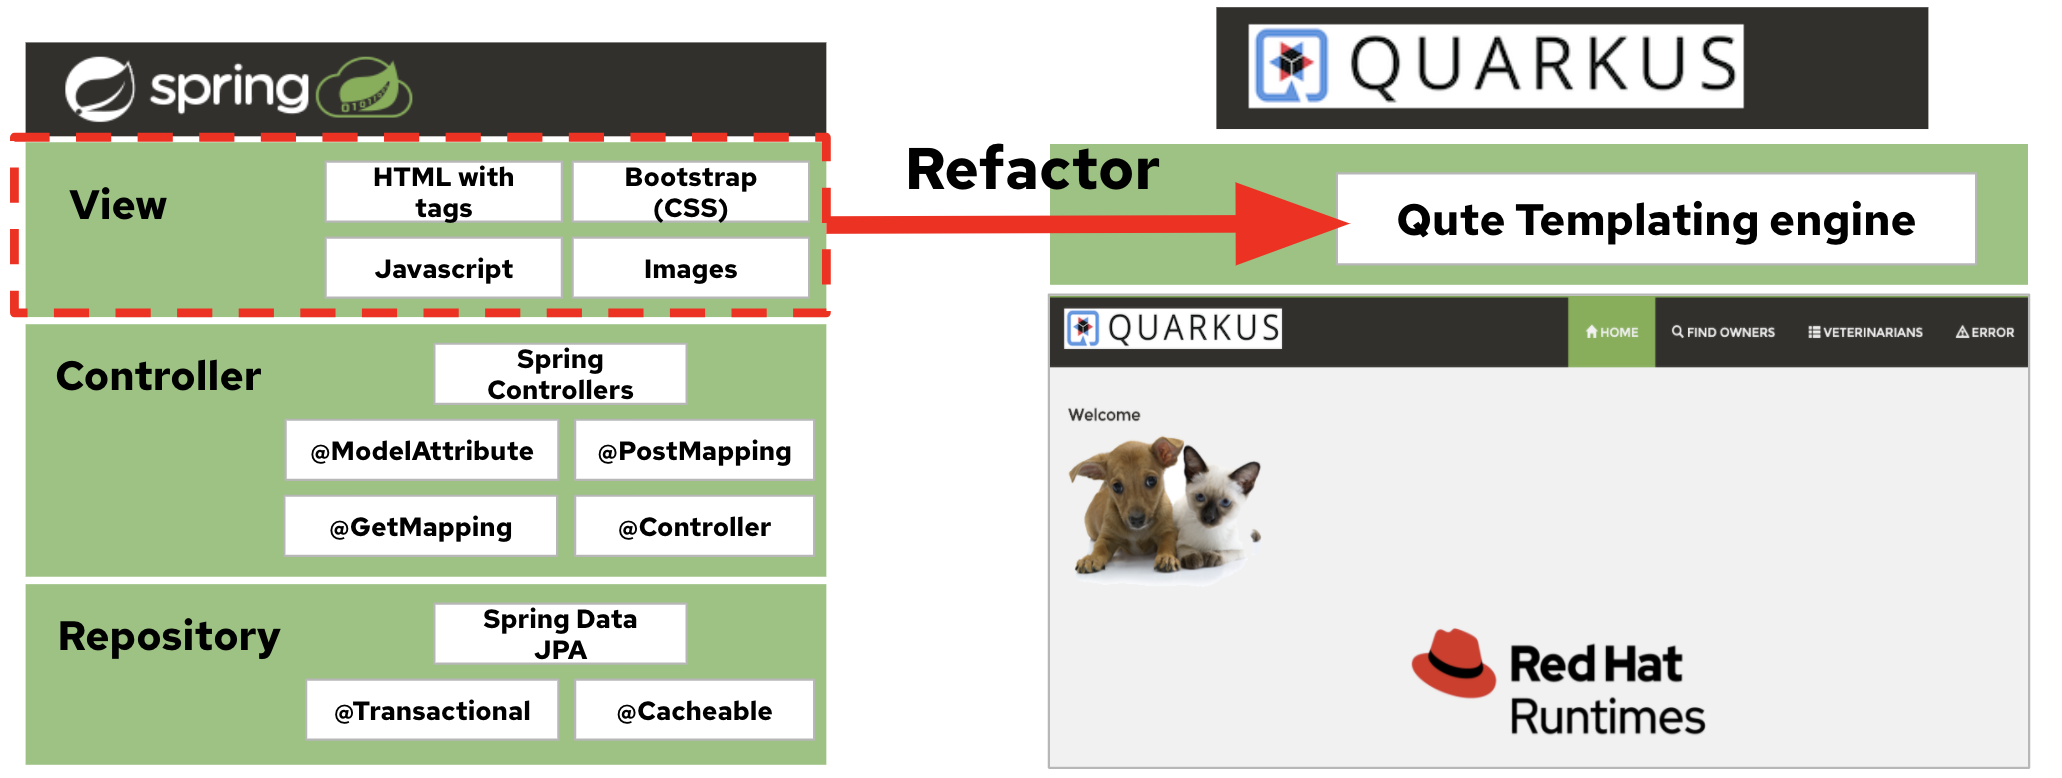 spring
View
HTML with
tags
Bootstrap
(CSS)
Javascript
Images
Controller
Spring
Controllers
@ModelAttribute
@PostMapping
@GetMapping
@Controller
Repository
Spring Data
JPA
@Transactional
@Cacheable
Refactor
QUARKUS
Qute Templating engine
QUARKUS
HOME
FIND OWNERS
VETERINARIANS
ERROR
Welcome
Red Hat
Runtimes